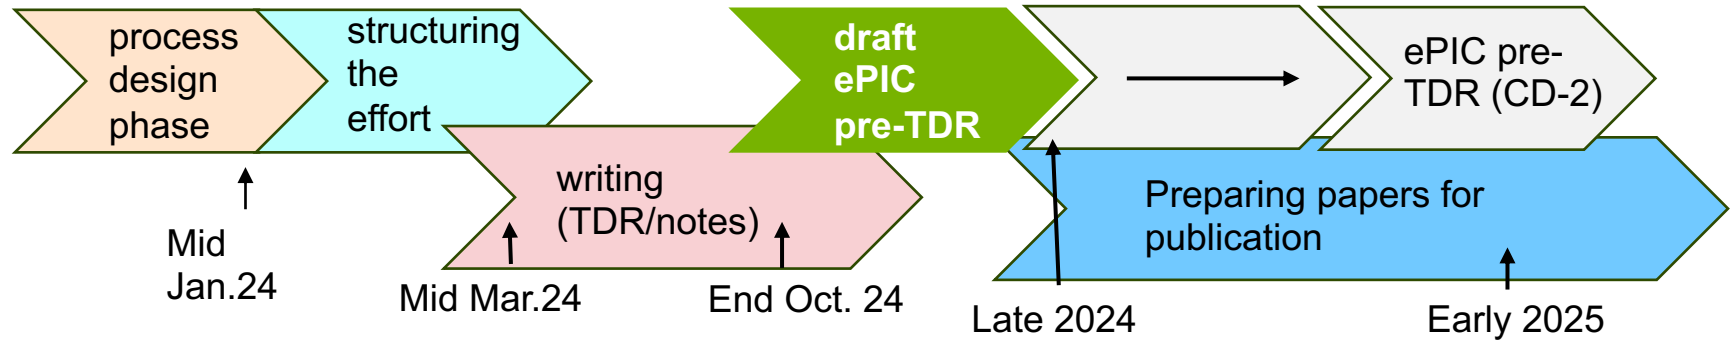 process
design
phase
structuring
the
effort
draft
ePIC
pre-TDR
ePIC pre-
TDR (CD-2)
writing
(TDR/notes)
Preparing papers for
publication
Mid
Jan.24
Mid Mar.24
End Oct. 24
Late 2024
Early 2025